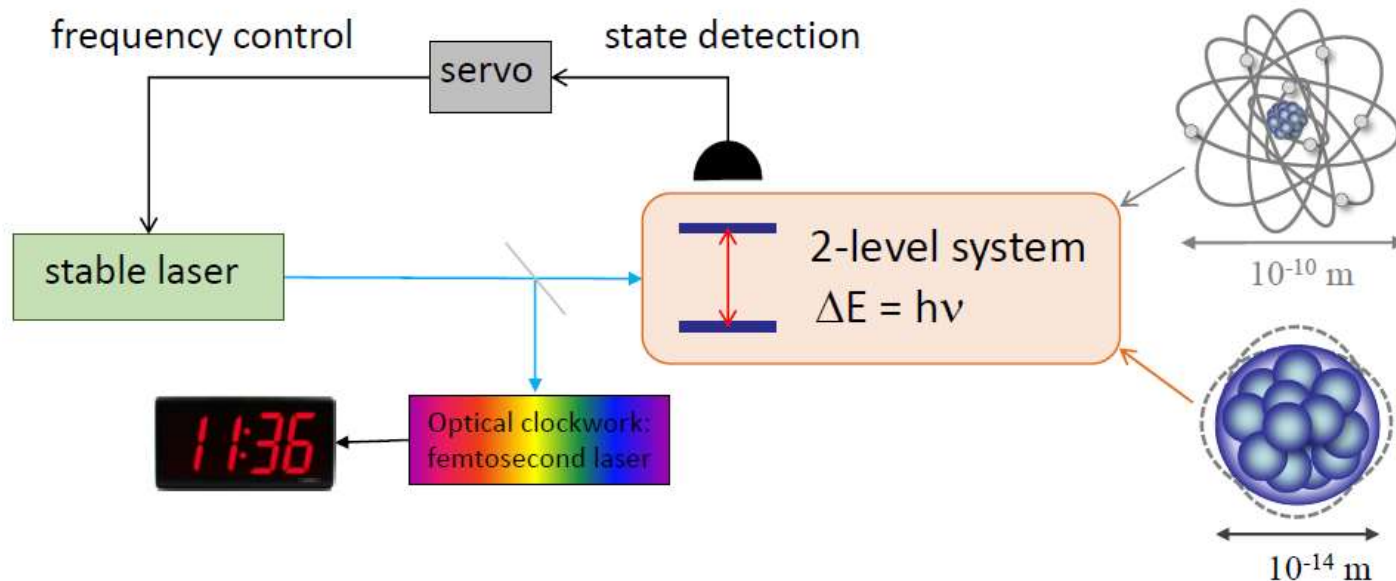 frequency control
state detection
servo
stable laser
2-level system
ΔE = hν
10⁻¹⁰ m
Optical clockwork:
femtosecond laser
11:36
10⁻¹⁴ m